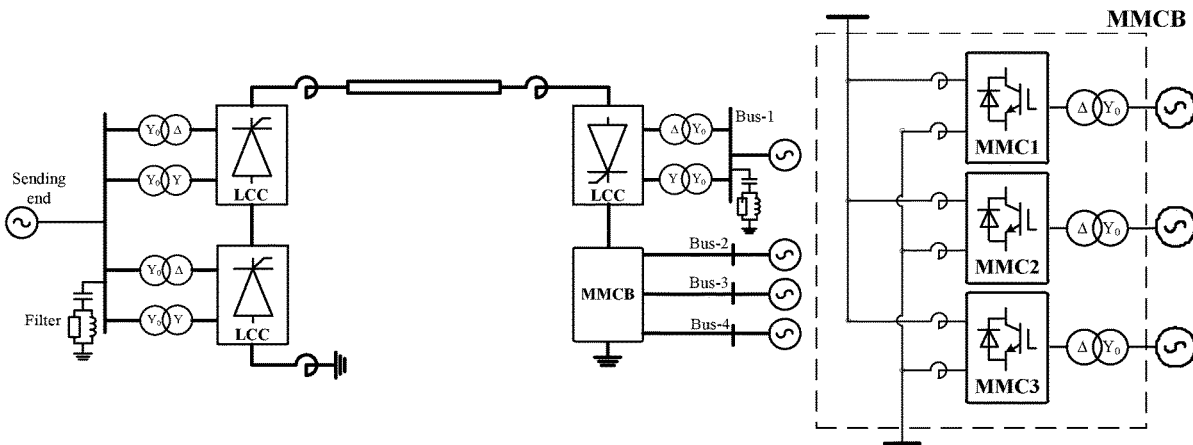 MMCB
Sending
end
Y₀ Δ
Y₀ Y
LCC
Y₀ Δ
Y₀ Y
LCC
Filter
LCC
Δ Y₀
Y Y₀
Bus-1
MMCB
Bus-2
Bus-3
Bus-4
MMC1
Δ Y₀
MMC2
Δ Y₀
MMC3
Δ Y₀